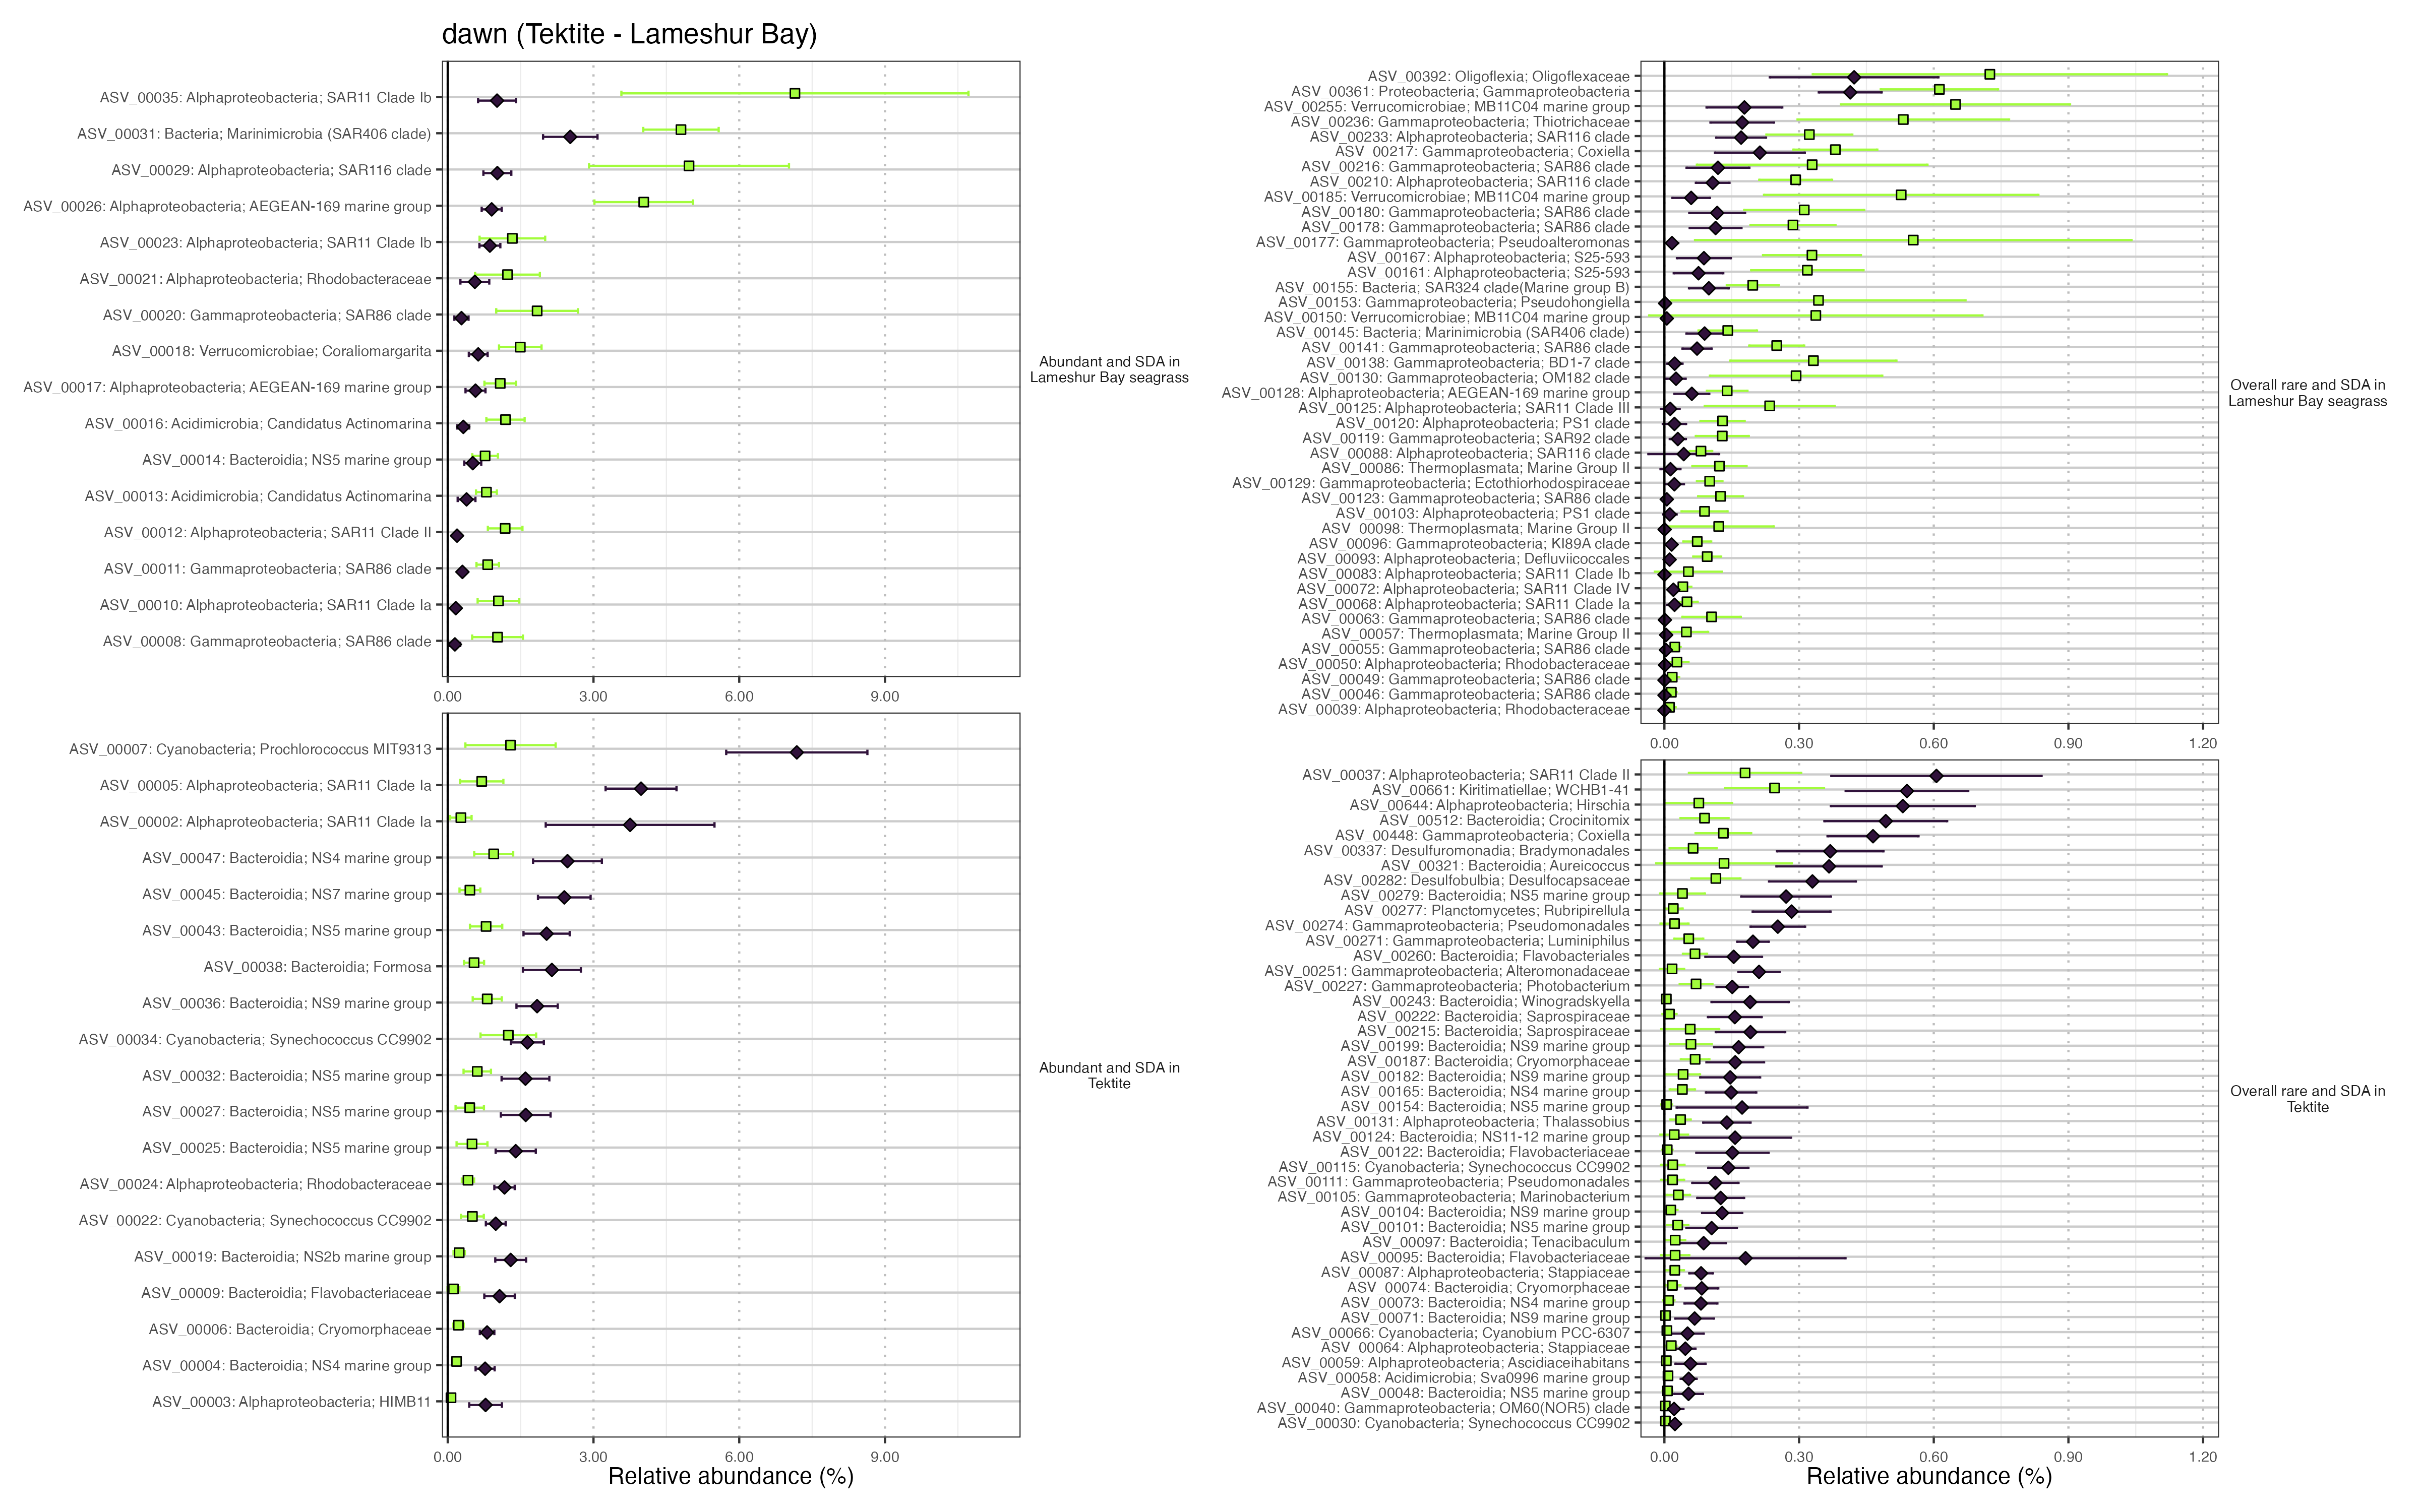 dawn (Tektite - Lameshur Bay)
ASV_00035: Alphaproteobacteria; SAR11 Clade Ib
ASV_00031: Bacteria; Marinimicrobia (SAR406 clade)
ASV_00029: Alphaproteobacteria; SAR116 clade
ASV_00026: Alphaproteobacteria; AEGEAN-169 marine group
ASV_00023: Alphaproteobacteria; SAR11 Clade Ib
ASV_00021: Alphaproteobacteria; Rhodobacteraceae
ASV_00020: Gammaproteobacteria; SAR86 clade
ASV_00018: Verrucomicrobiae; Coraliomargarita
ASV_00017: Alphaproteobacteria; AEGEAN-169 marine group
ASV_00016: Acidimicrobia; Candidatus Actinomarina
ASV_00014: Bacteroidia; NS5 marine group
ASV_00013: Acidimicrobia; Candidatus Actinomarina
ASV_00012: Alphaproteobacteria; SAR11 Clade II
ASV_00011: Gammaproteobacteria; SAR86 clade
ASV_00010: Alphaproteobacteria; SAR11 Clade Ia
ASV_00008: Gammaproteobacteria; SAR86 clade
0.00 3.00 6.00 9.00
Abundant and SDA in
Lameshur Bay seagrass
ASV_00007: Cyanobacteria; Prochlorococcus MIT9313
ASV_00005: Alphaproteobacteria; SAR11 Clade Ia
ASV_00002: Alphaproteobacteria; SAR11 Clade Ia
ASV_00047: Bacteroidia; NS4 marine group
ASV_00045: Bacteroidia; NS7 marine group
ASV_00043: Bacteroidia; NS5 marine group
ASV_00038: Bacteroidia; Formosa
ASV_00036: Bacteroidia; NS9 marine group
ASV_00034: Cyanobacteria; Synechococcus CC9902
ASV_00032: Bacteroidia; NS5 marine group
ASV_00027: Bacteroidia; NS5 marine group
ASV_00025: Bacteroidia; NS5 marine group
ASV_00024: Alphaproteobacteria; Rhodobacteraceae
ASV_00022: Cyanobacteria; Synechococcus CC9902
ASV_00019: Bacteroidia; NS2b marine group
ASV_00009: Bacteroidia; Flavobacteriaceae
ASV_00006: Bacteroidia; Cryomorphaceae
ASV_00004: Bacteroidia; NS4 marine group
ASV_00003: Alphaproteobacteria; HIMB11
0.00 3.00 6.00 9.00
Relative abundance (%)
Abundant and SDA in
Tektite
ASV_00392: Oligoflexia; Oligoflexaceae
ASV_00361: Proteobacteria; Gammaproteobacteria
ASV_00255: Verrucomicrobiae; MB11C04 marine group
ASV_00236: Gammaproteobacteria; Thiotrichaceae
ASV_00233: Alphaproteobacteria; SAR116 clade
ASV_00217: Gammaproteobacteria; Coxiella
ASV_00216: Gammaproteobacteria; SAR86 clade
ASV_00210: Alphaproteobacteria; SAR116 clade
ASV_00185: Verrucomicrobiae; MB11C04 marine group
ASV_00180: Gammaproteobacteria; SAR86 clade
ASV_00178: Gammaproteobacteria; SAR86 clade
ASV_00177: Gammaproteobacteria; Pseudoalteromonas
ASV_00167: Alphaproteobacteria; S25-593
ASV_00161: Alphaproteobacteria; S25-593
ASV_00155: Bacteria; SAR324 clade(Marine group B)
ASV_00153: Gammaproteobacteria; Pseudohongiella
ASV_00150: Verrucomicrobiae; MB11C04 marine group
ASV_00145: Bacteria; Marinimicrobia (SAR406 clade)
ASV_00141: Gammaproteobacteria; SAR86 clade
ASV_00138: Gammaproteobacteria; BD1-7 clade
ASV_00130: Gammaproteobacteria; OM182 clade
ASV_00128: Alphaproteobacteria; AEGEAN-169 marine group
ASV_00125: Alphaproteobacteria; SAR11 Clade III
ASV_00120: Alphaproteobacteria; PS1 clade
ASV_00119: Gammaproteobacteria; SAR92 clade
ASV_00088: Alphaproteobacteria; SAR116 clade
ASV_00086: Thermoplasmata; Marine Group II
ASV_00129: Gammaproteobacteria; Ectothiorhodospiraceae
ASV_00123: Gammaproteobacteria; SAR86 clade
ASV_00103: Alphaproteobacteria; PS1 clade
ASV_00098: Thermoplasmata; Marine Group II
ASV_00096: Gammaproteobacteria; KI89A clade
ASV_00093: Alphaproteobacteria; Defluviicoccales
ASV_00083: Alphaproteobacteria; SAR11 Clade Ib
ASV_00072: Alphaproteobacteria; SAR11 Clade IV
ASV_00068: Alphaproteobacteria; SAR11 Clade Ia
ASV_00063: Gammaproteobacteria; SAR86 clade
ASV_00057: Thermoplasmata; Marine Group II
ASV_00055: Gammaproteobacteria; SAR86 clade
ASV_00050: Alphaproteobacteria; Rhodobacteraceae
ASV_00049: Gammaproteobacteria; SAR86 clade
ASV_00046: Gammaproteobacteria; SAR86 clade
ASV_00039: Alphaproteobacteria; Rhodobacteraceae
0.00 0.30 0.60 0.90 1.20
Overall rare and SDA in
Lameshur Bay seagrass
ASV_00037: Alphaproteobacteria; SAR11 Clade II
ASV_00661: Kiritimatiellae; WCHB1-41
ASV_00644: Alphaproteobacteria; Hirschia
ASV_00512: Bacteroidia; Crocinitomix
ASV_00448: Gammaproteobacteria; Coxiella
ASV_00337: Desulfuromonadia; Bradymonadales
ASV_00321: Bacteroidia; Aureicoccus
ASV_00282: Desulfobulbia; Desulfocapsaceae
ASV_00279: Bacteroidia; NS5 marine group
ASV_00277: Planctomycetes; Rubripirellula
ASV_00274: Gammaproteobacteria; Pseudomonadales
ASV_00271: Gammaproteobacteria; Luminiphilus
ASV_00260: Bacteroidia; Flavobacteriales
ASV_00251: Gammaproteobacteria; Alteromonadaceae
ASV_00227: Gammaproteobacteria; Photobacterium
ASV_00243: Bacteroidia; Winogradskyella
ASV_00222: Bacteroidia; Saprospiraceae
ASV_00215: Bacteroidia; Saprospiraceae
ASV_00199: Bacteroidia; NS9 marine group
ASV_00187: Bacteroidia; Cryomorphaceae
ASV_00182: Bacteroidia; NS9 marine group
ASV_00165: Bacteroidia; NS4 marine group
ASV_00154: Bacteroidia; NS5 marine group
ASV_00131: Alphaproteobacteria; Thalassobius
ASV_00124: Bacteroidia; NS11-12 marine group
ASV_00122: Bacteroidia; Flavobacteriaceae
ASV_00115: Cyanobacteria; Synechococcus CC9902
ASV_00111: Gammaproteobacteria; Pseudomonadales
ASV_00105: Gammaproteobacteria; Marinobacterium
ASV_00104: Bacteroidia; NS9 marine group
ASV_00101: Bacteroidia; NS5 marine group
ASV_00097: Bacteroidia; Tenacibaculum
ASV_00095: Bacteroidia; Flavobacteriaceae
ASV_00087: Alphaproteobacteria; Stappiaceae
ASV_00074: Bacteroidia; Cryomorphaceae
ASV_00073: Bacteroidia; NS4 marine group
ASV_00071: Bacteroidia; NS9 marine group
ASV_00066: Cyanobacteria; Cyanobium PCC-6307
ASV_00064: Alphaproteobacteria; Stappiaceae
ASV_00059: Alphaproteobacteria; Ascidiaceihabitans
ASV_00058: Acidimicrobia; Sva0996 marine group
ASV_00048: Bacteroidia; NS5 marine group
ASV_00040: Gammaproteobacteria; OM60(NOR5) clade
ASV_00030: Cyanobacteria; Synechococcus CC9902
0.00 0.30 0.60 0.90 1.20
Relative abundance (%)
Overall rare and SDA in
Tektite